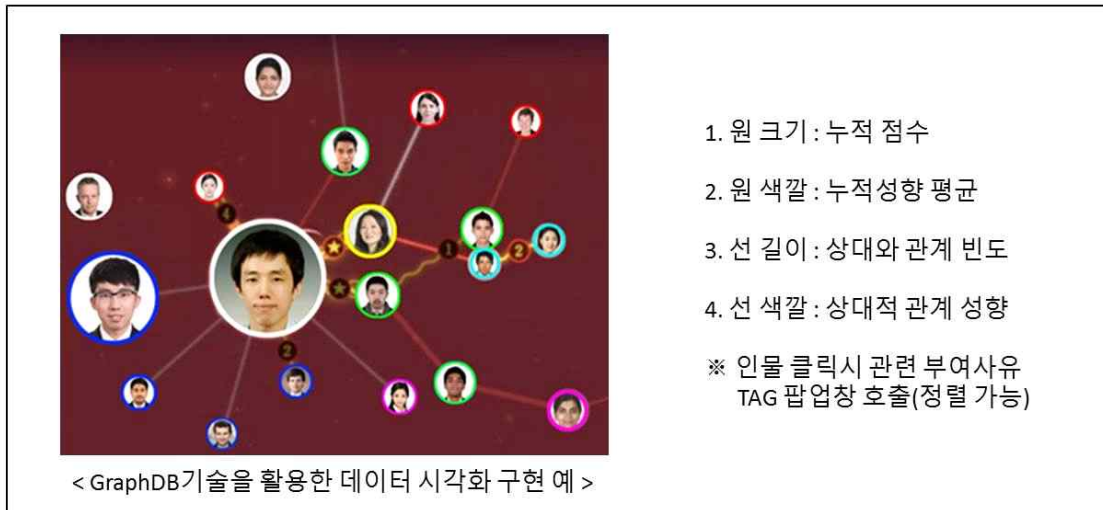 4
1
2
2
1. 원 크기 : 누적 점수
2. 원 색깔 : 누적성향 평균
3. 선 길이 : 상대와 관계 빈도
4. 선 색깔 : 상대적 관계 성향
※ 인물 클릭시 관련 부여사유
TAG 팝업창 호출(정렬 가능)
< GraphDB기술을 활용한 데이터 시각화 구현 예 >